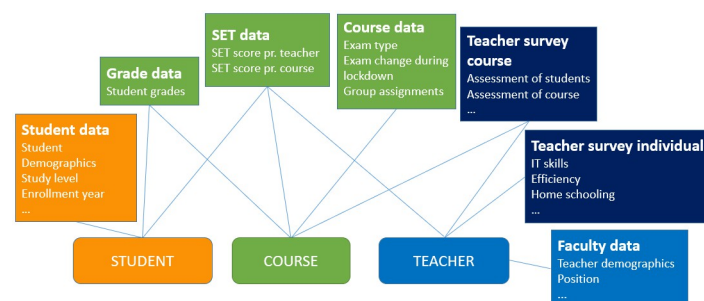 SET data
SET score pr. teacher
SET score pr. course
Course data
Exam type
Exam change during
lockdown
Group assignments
Teacher survey
course
Assessment of students
Assessment of course
...
Grade data
Student grades
Student data
Student
Demographics
Study level
Enrollment year
...
Teacher survey individual
IT skills
Efficiency
Home schooling
...
STUDENT
COURSE
TEACHER
Faculty data
Teacher demographics
Position
...